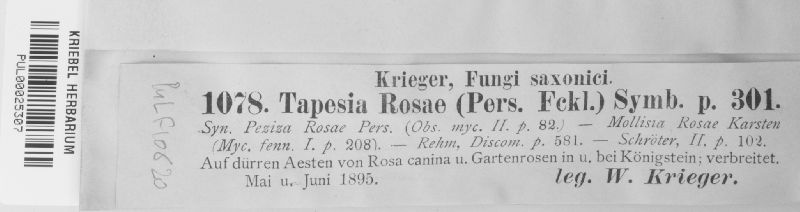 KRIEBEL HERBARIUM
PUL00025307
PULF10620
Krieger, Fungi saxonici.
1078. Tapesia Rosae (Pers. Fckl.) Symb. p. 301.
Syn. Peziza Rosae Pers. (Obs. myc. II. p. 82.) — Mollisia Rosae Karsten
(Myc. fenn. I. p. 208). — Rehm, Discom. p. 581. — Schröter, II. p. 102.
Auf dürren Aesten von Rosa canina u. Gartenrosen in u. bei Königstein; verbreitet.
Mai u. Juni 1895. leg. W. Krieger.